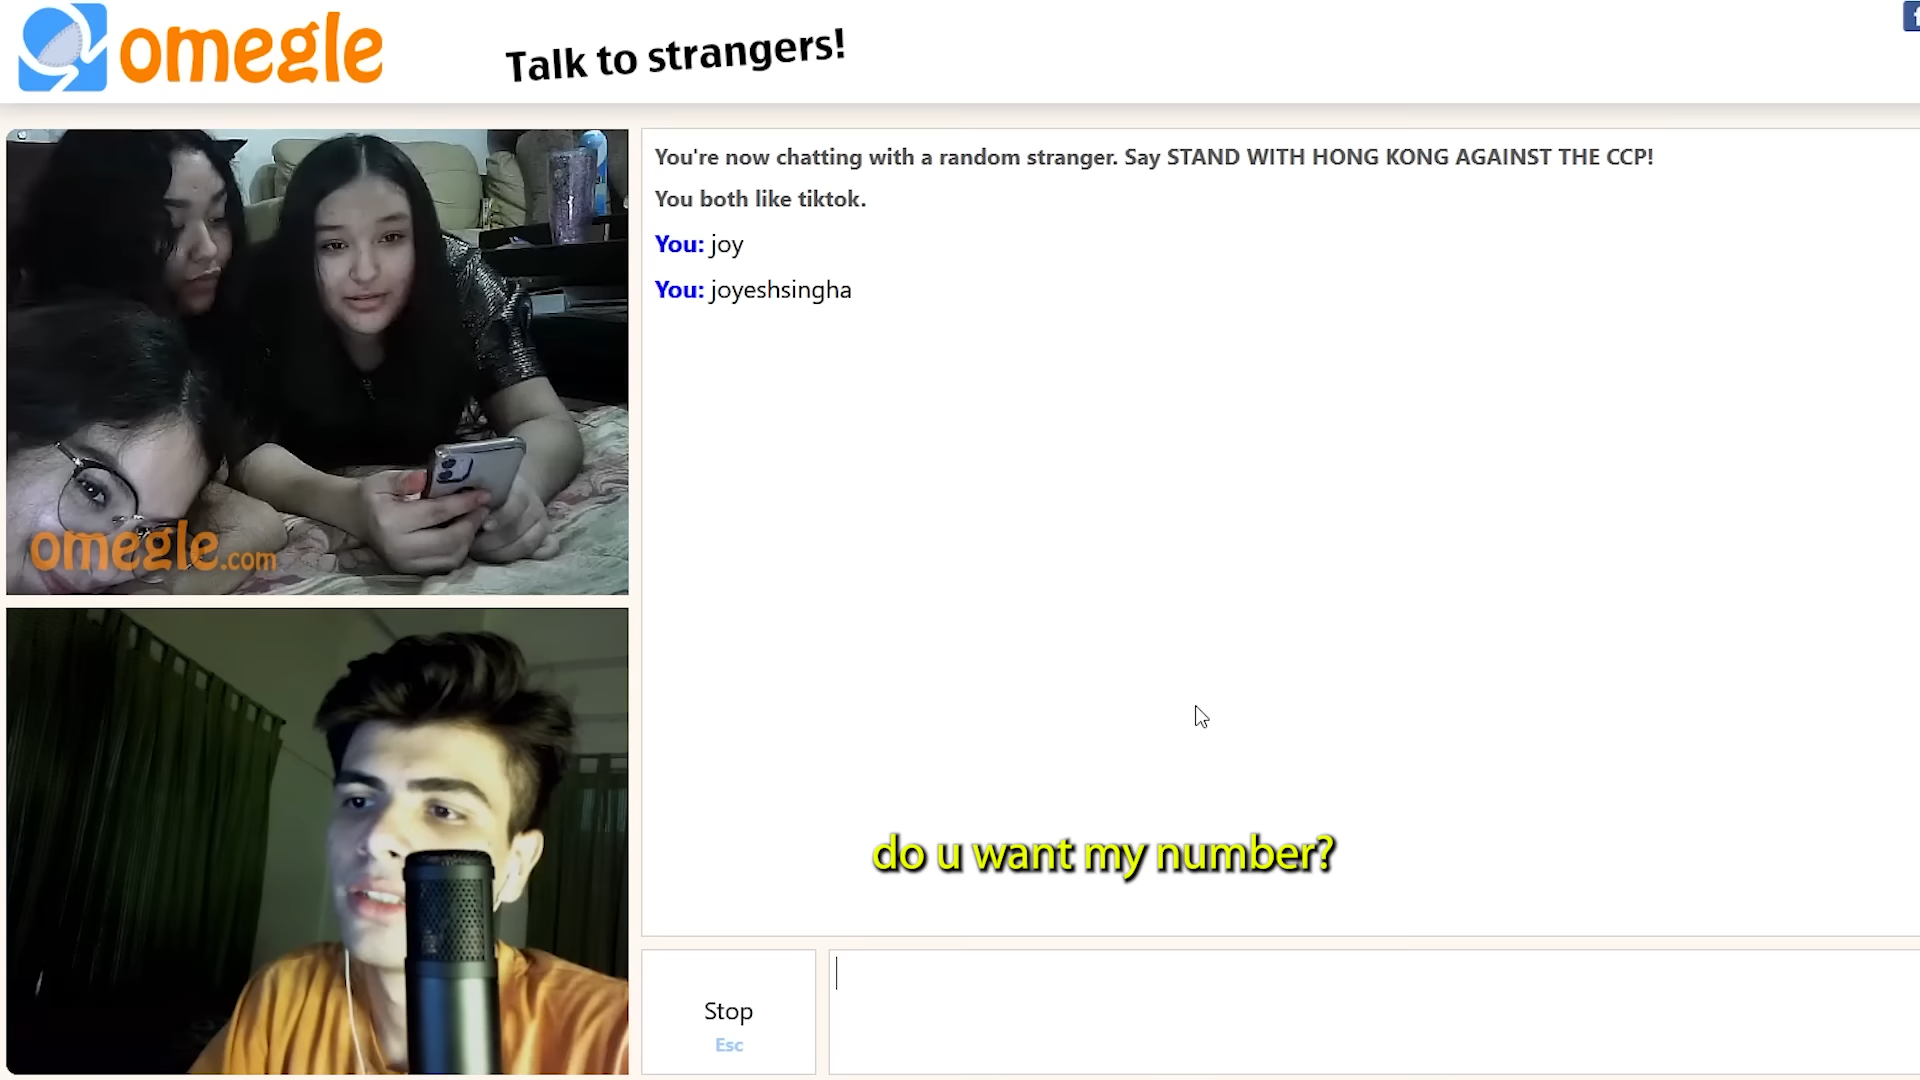 omegle
Talk to strangers!
You're now chatting with a random stranger. Say STAND WITH HONG KONG AGAINST THE CCP!
You both like tiktok.
You: joy
You: joyeshsingha
omegle.com
do u want my number?
Stop
Esc